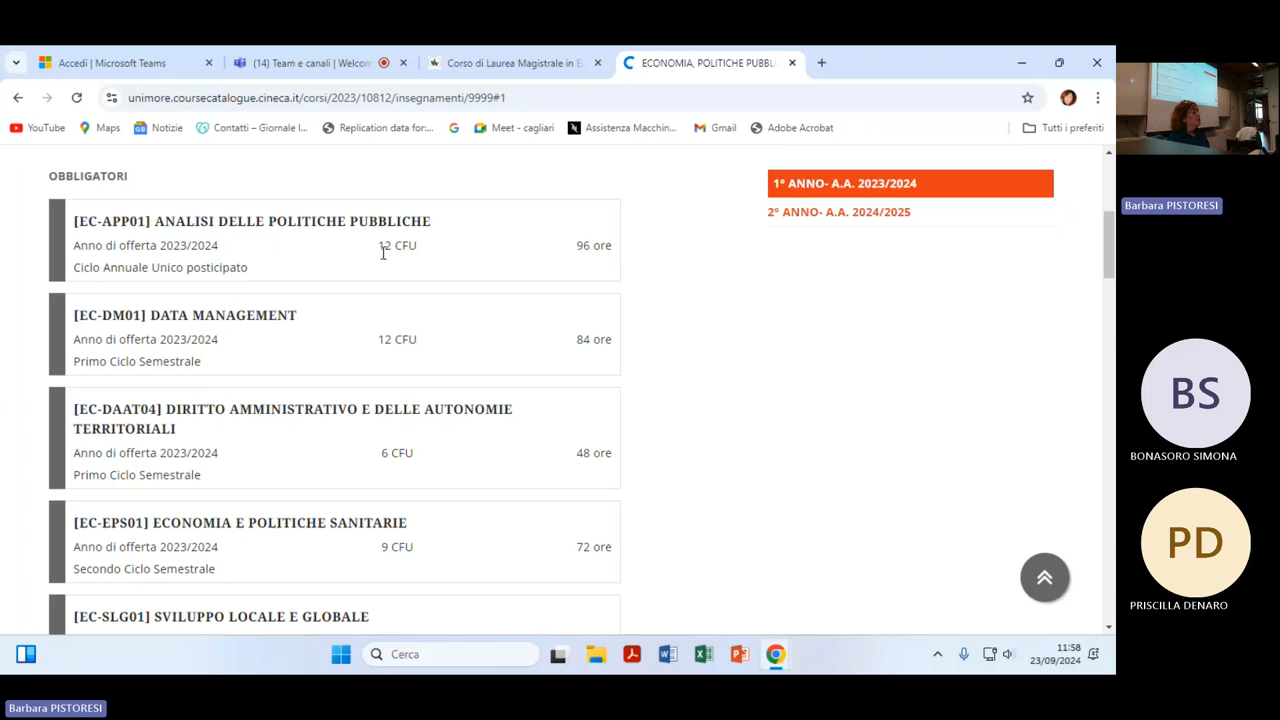 Accedi | Microsoft Teams
(14) Team e canali | Welcom
Corso di Laurea Magistrale in E
ECONOMIA, POLITICHE PUBBL
unimore.coursecatalogue.cineca.it/corsi/2023/10812/insegnamenti/9999#1
YouTube
Maps
Notizie
Contatti – Giornale I...
Replication data for:...
Meet - cagliari
Assistenza Macchin...
Gmail
Adobe Acrobat
Tutti i preferiti
OBBLIGATORI
[EC-APP01] ANALISI DELLE POLITICHE PUBBLICHE
Anno di offerta 2023/2024 12 CFU 96 ore
Ciclo Annuale Unico posticipato
[EC-DM01] DATA MANAGEMENT
Anno di offerta 2023/2024 12 CFU 84 ore
Primo Ciclo Semestrale
[EC-DAAT04] DIRITTO AMMINISTRATIVO E DELLE AUTONOMIE
TERRITORIALI
Anno di offerta 2023/2024 6 CFU 48 ore
Primo Ciclo Semestrale
[EC-EPS01] ECONOMIA E POLITICHE SANITARIE
Anno di offerta 2023/2024 9 CFU 72 ore
Secondo Ciclo Semestrale
[EC-SLG01] SVILUPPO LOCALE E GLOBALE
1° ANNO- A.A. 2023/2024
2° ANNO- A.A. 2024/2025
Cerca
11:58
23/09/2024
Barbara PISTORESI
BS
BONASORO SIMONA
PD
PRISCILLA DENARO
Barbara PISTORESI